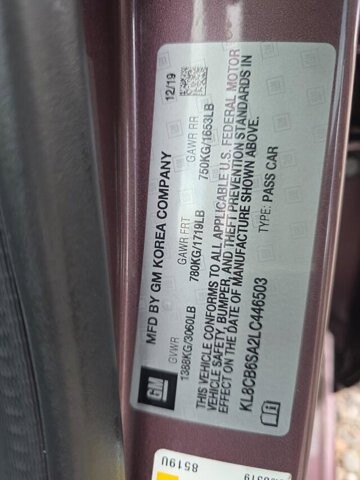 MFD BY GM KOREA COMPANY
12/19
GVWR
GAWR FRT
GAWR RR
1388KG/3060LB
780KG/1719LB
750KG/1653LB
THIS VEHICLE CONFORMS TO ALL APPLICABLE U.S. FEDERAL MOTOR
VEHICLE SAFETY, BUMPER, AND THEFT PREVENTION STANDARDS IN
EFFECT ON THE DATE OF MANUFACTURE SHOWN ABOVE.
KL8CB6SA2LC446503
TYPE: PASS CAR
GM
8519U